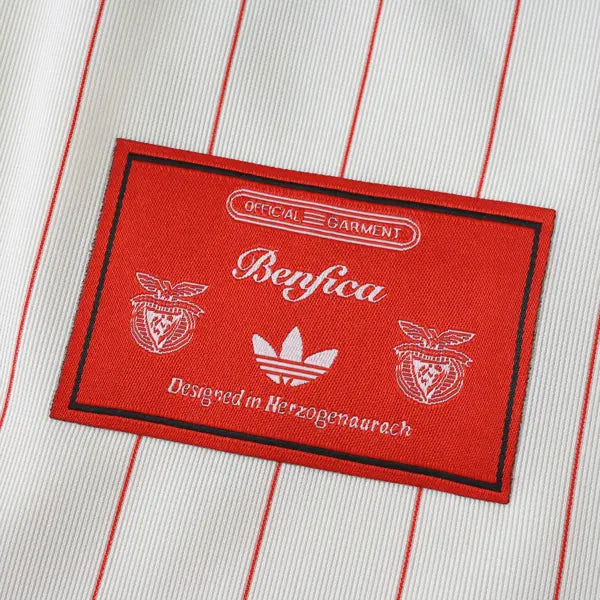 OFFICIAL GARMENT
Benfica
Designed in Herzogenaurach